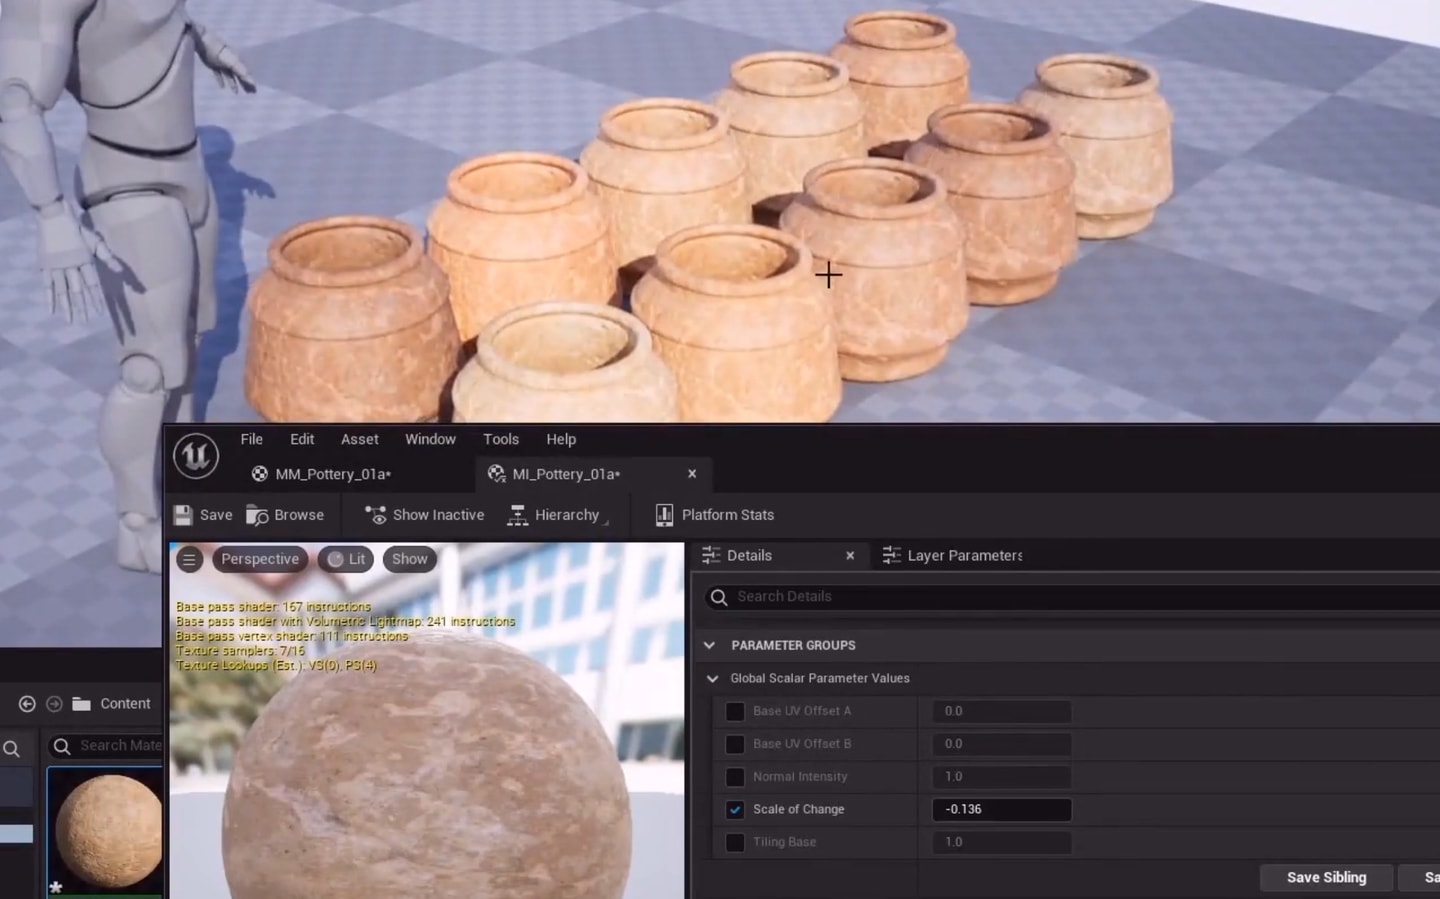 File Edit Asset Window Tools Help
MM_Pottery_01a*
MI_Pottery_01a*
Save Browse Show Inactive Hierarchy Platform Stats
Perspective Lit Show
Base pass shader: 167 instructions
Base pass shader with Volumetric Lightmap: 241 instructions
Base pass vertex shader: 111 instructions
Texture samplers: 7/16
Texture Lookups (Est.): VS(0), PS(4)
Details
Layer Parameters
Search Details
PARAMETER GROUPS
Global Scalar Parameter Values
Base UV Offset A 0.0
Base UV Offset B 0.0
Normal Intensity 1.0
Scale of Change -0.136
Tiling Base 1.0
Save Sibling Sa
Content
Search Mate